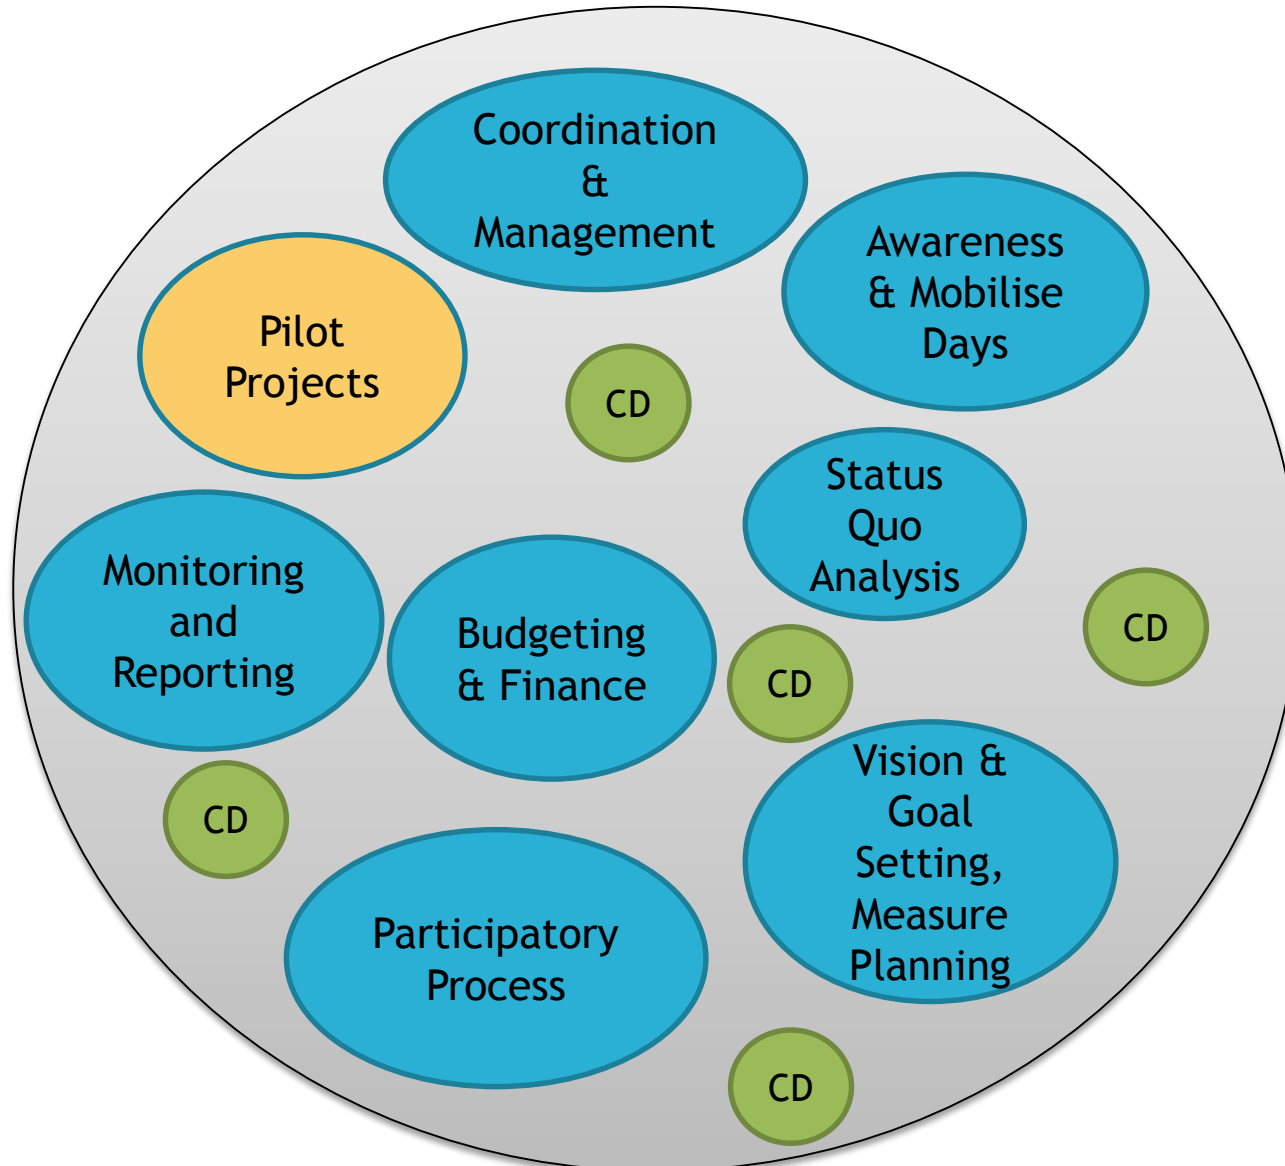 Coordination
&
Management
Awareness
& Mobilise
Days
Pilot
Projects
CD
Status
Quo
Analysis
Monitoring
and
Reporting
Budgeting
& Finance
CD
CD
Vision &
Goal
Setting,
Measure
Planning
CD
Participatory
Process
CD